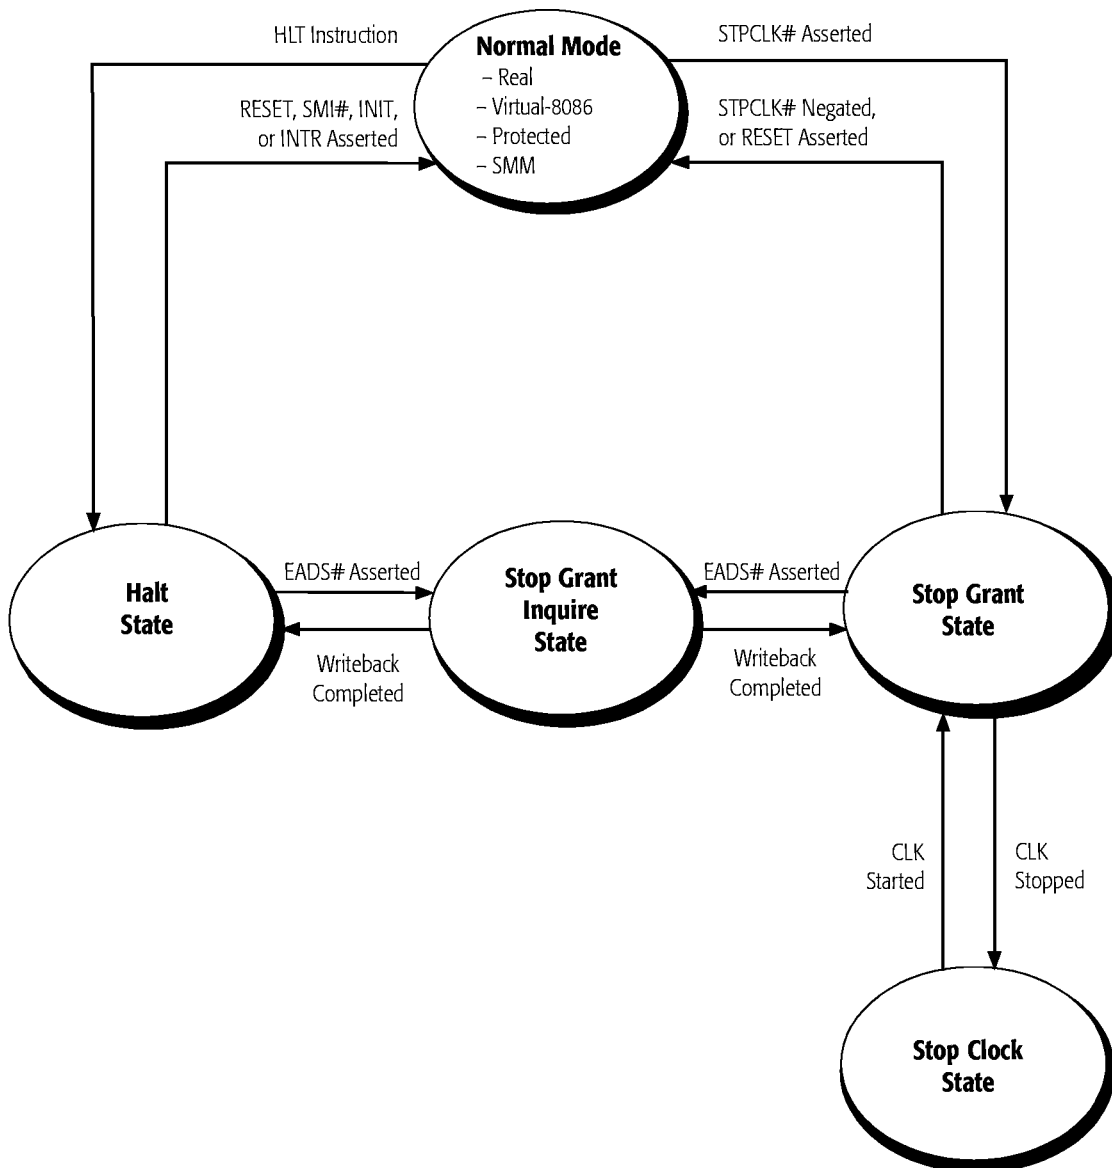 HLT Instruction
Normal Mode
– Real
– Virtual-8086
– Protected
– SMM
STPCLK# Asserted
RESET, SMI#, INIT,
or INTR Asserted
STPCLK# Negated,
or RESET Asserted
Halt
State
EADS# Asserted
Writeback
Completed
Stop Grant
Inquire
State
EADS# Asserted
Writeback
Completed
Stop Grant
State
CLK
Started
CLK
Stopped
Stop Clock
State